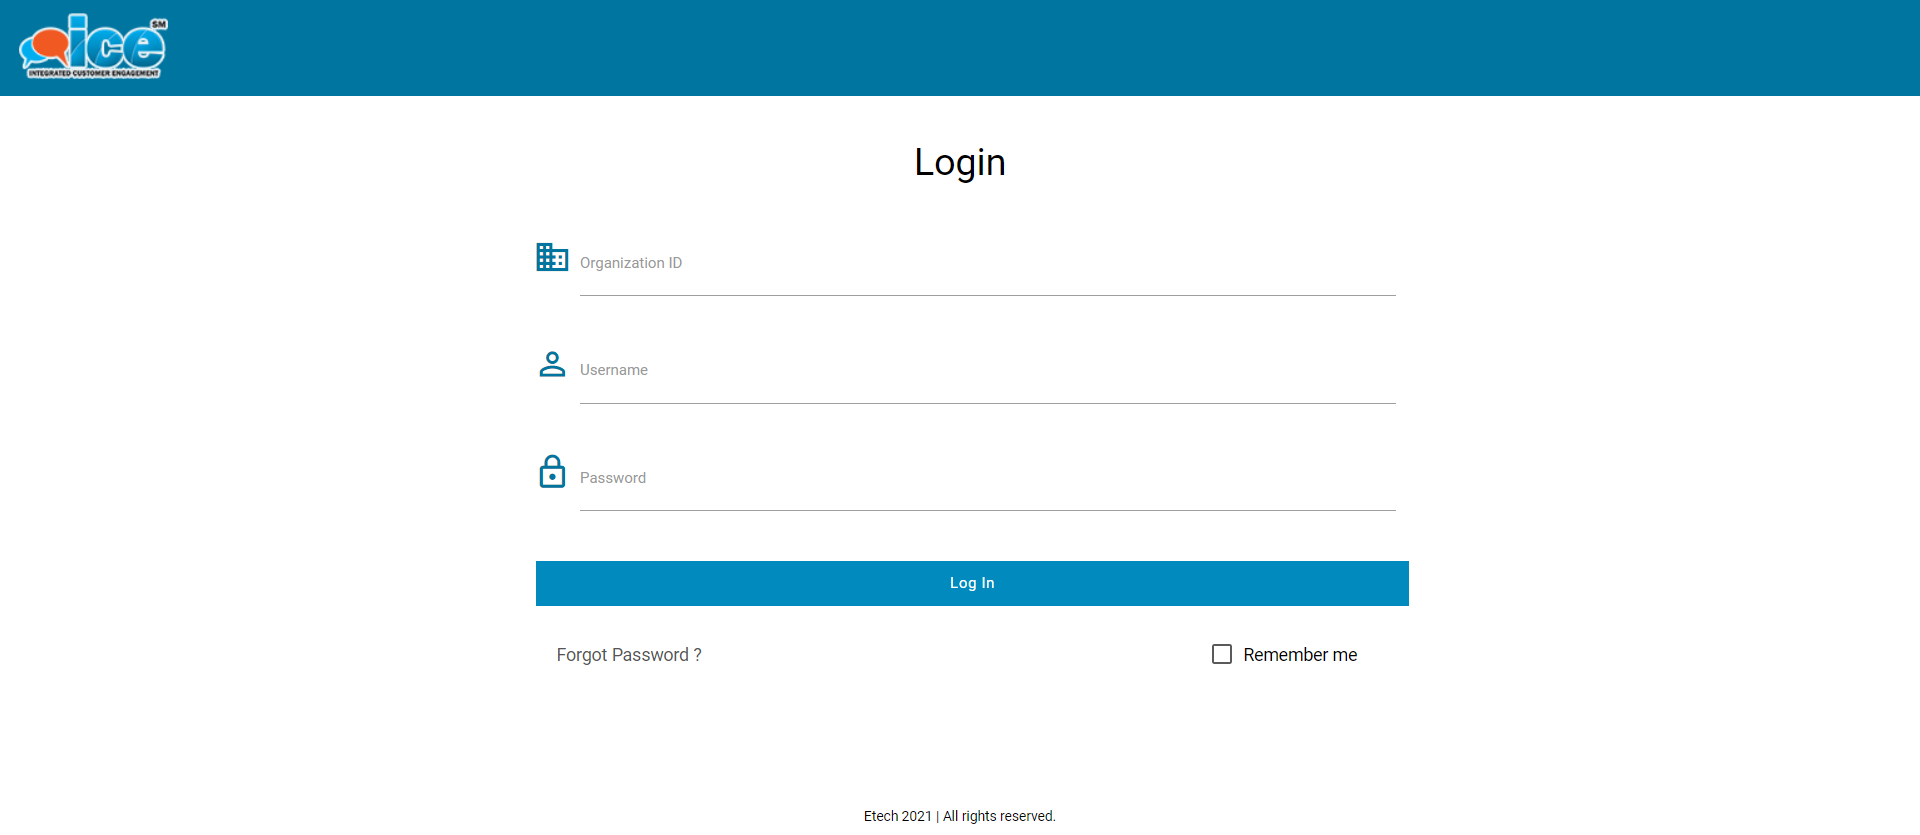 ice SM
INTEGRATED CUSTOMER ENGAGEMENT
Login
Organization ID
Username
Password
Log In
Forgot Password ?
Remember me
Etech 2021 | All rights reserved.